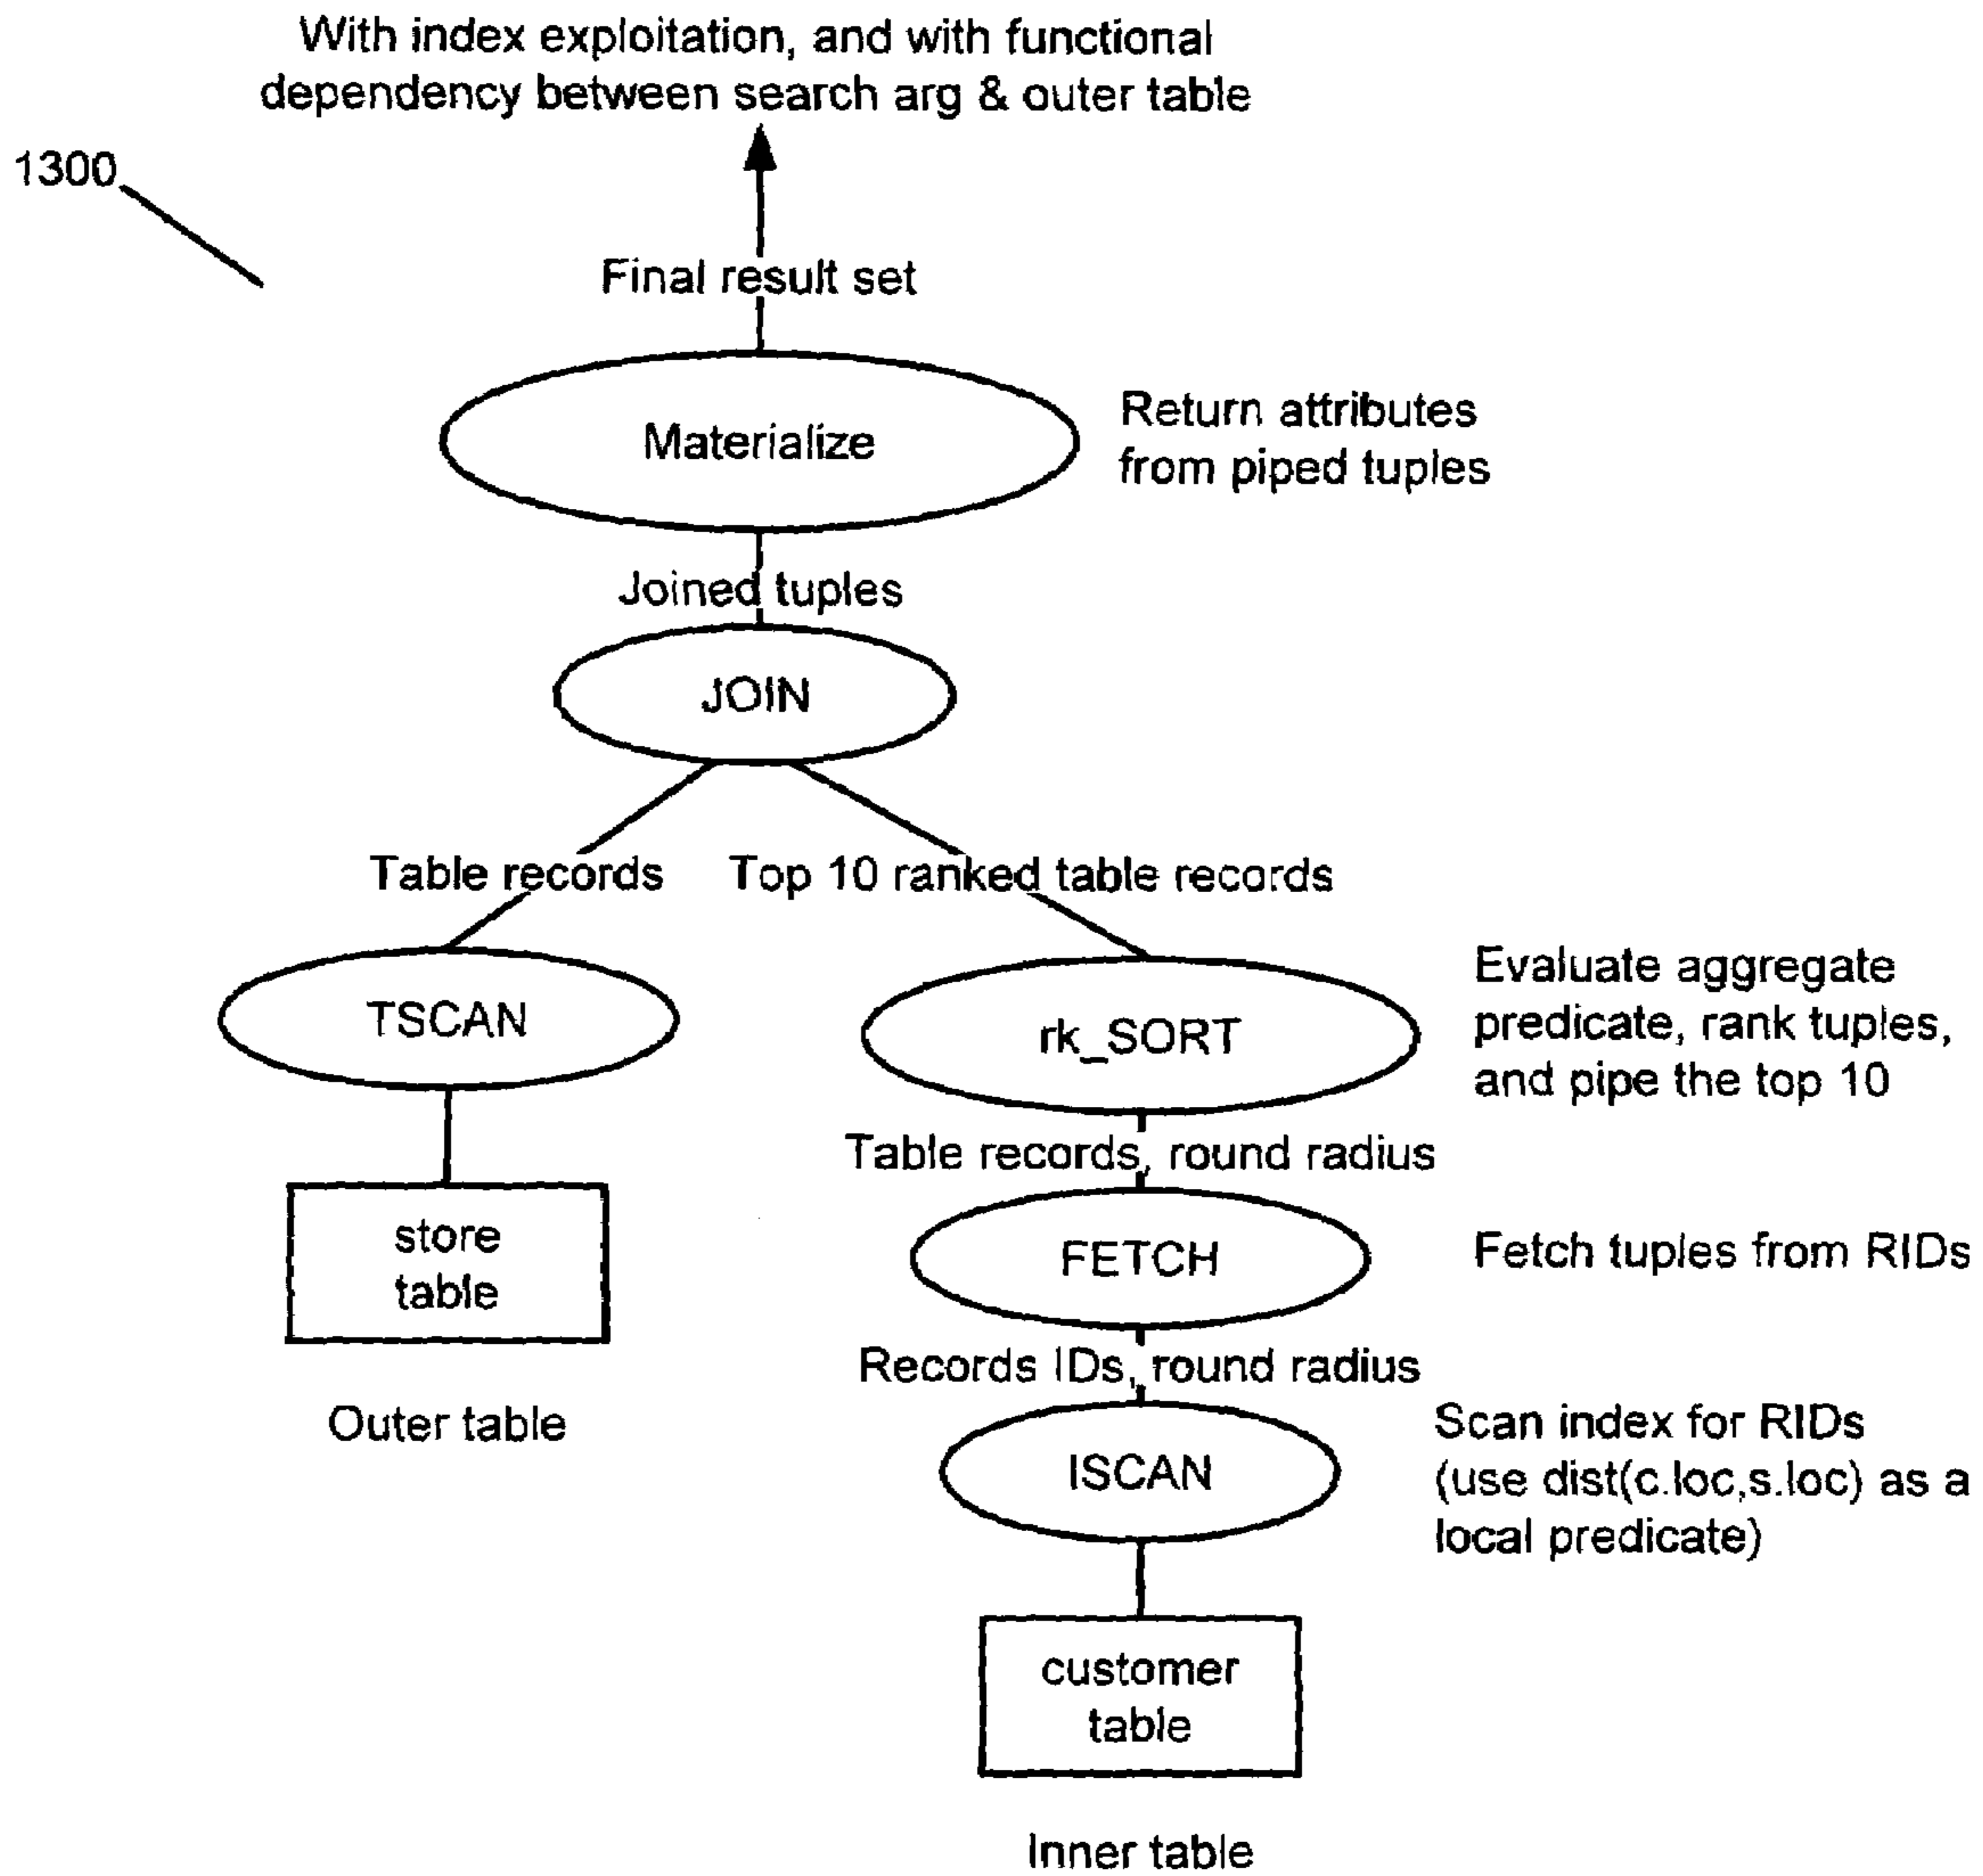 With index exploitation, and with functional
dependency between search arg & outer table
1300
Final result set
Materialize
Return attributes
from piped tuples
Joined tuples
JOIN
Table records
Top 10 ranked table records
TSCAN
rk_SORT
Evaluate aggregate
predicate, rank tuples,
and pipe the top 10
Table records, round radius
store
table
FETCH
Fetch tuples from RIDs
Records IDs, round radius
Outer table
ISCAN
Scan index for RIDs
(use dist(c.loc,s.loc) as a
local predicate)
customer
table
Inner table